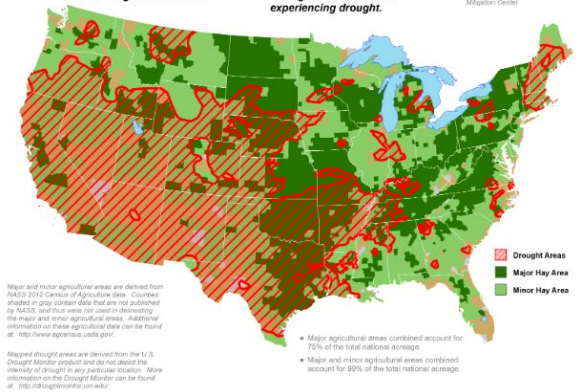 experiencing drought.
Mitigation Center
Drought Areas
Major Hay Area
Minor Hay Area
Major and minor agricultural areas are derived from
NASS 2012 Census of Agriculture data. Counties
shaded in gray contain data that are not published
by NASS, and thus were not used in delineating
the major and minor agricultural areas. Additional
information on these agricultural data can be found
at: http://www.agcensus.usda.gov/.
Mapped drought areas are derived from the U.S.
Drought Monitor product and do not depict the
intensity of drought in any particular location. More
information on the Drought Monitor can be found
at: http://droughtmonitor.unl.edu/
● Major agricultural areas combined account for
75% of the total national acreage.
● Major and minor agricultural areas combined
account for 99% of the total national acreage.